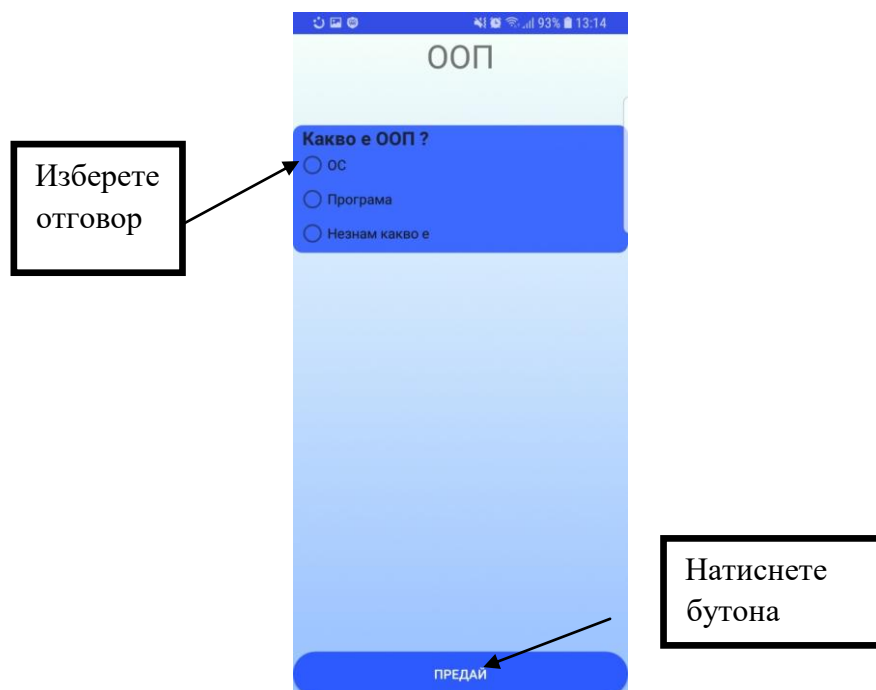 93% 13:14
ООП
Какво е ООП ?
ОС
Програма
Незнам какво е
Изберете
отговор
Натиснете
бутона
ПРЕДАЙ